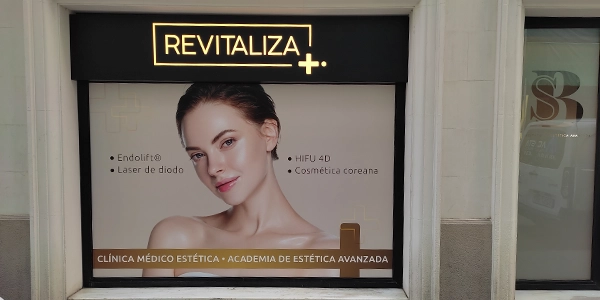 REVITALIZA
• Endolift®
• Laser de diodo
• HIFU 4D
• Cosmética coreana
CLÍNICA MÉDICO ESTÉTICA • ACADEMIA DE ESTÉTICA AVANZADA